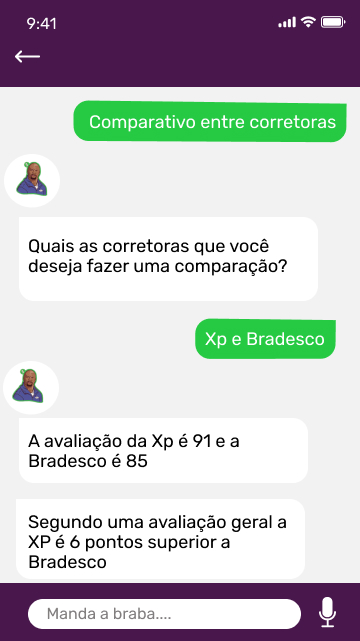 9:41
Comparativo entre corretoras
Quais as corretoras que você
deseja fazer uma comparação?
Xp e Bradesco
A avaliação da Xp é 91 e a
Bradesco é 85
Segundo uma avaliação geral a
XP é 6 pontos superior a
Bradesco
Manda a braba....